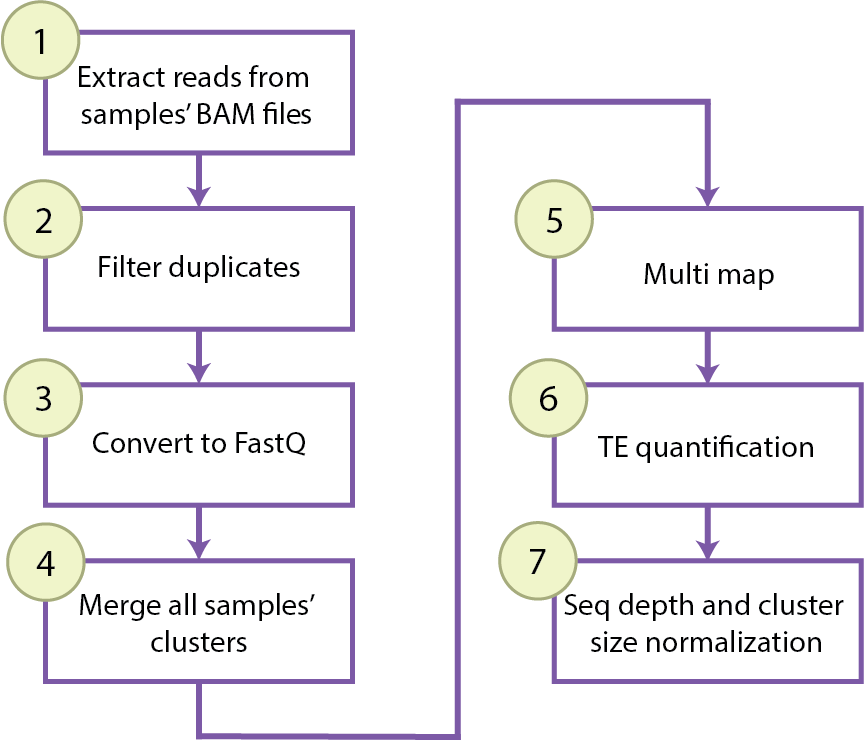 1
Extract reads from
samples’ BAM files
2
Filter duplicates
3
Convert to FastQ
4
Merge all samples’
clusters
5
Multi map
6
TE quantification
7
Seq depth and cluster
size normalization